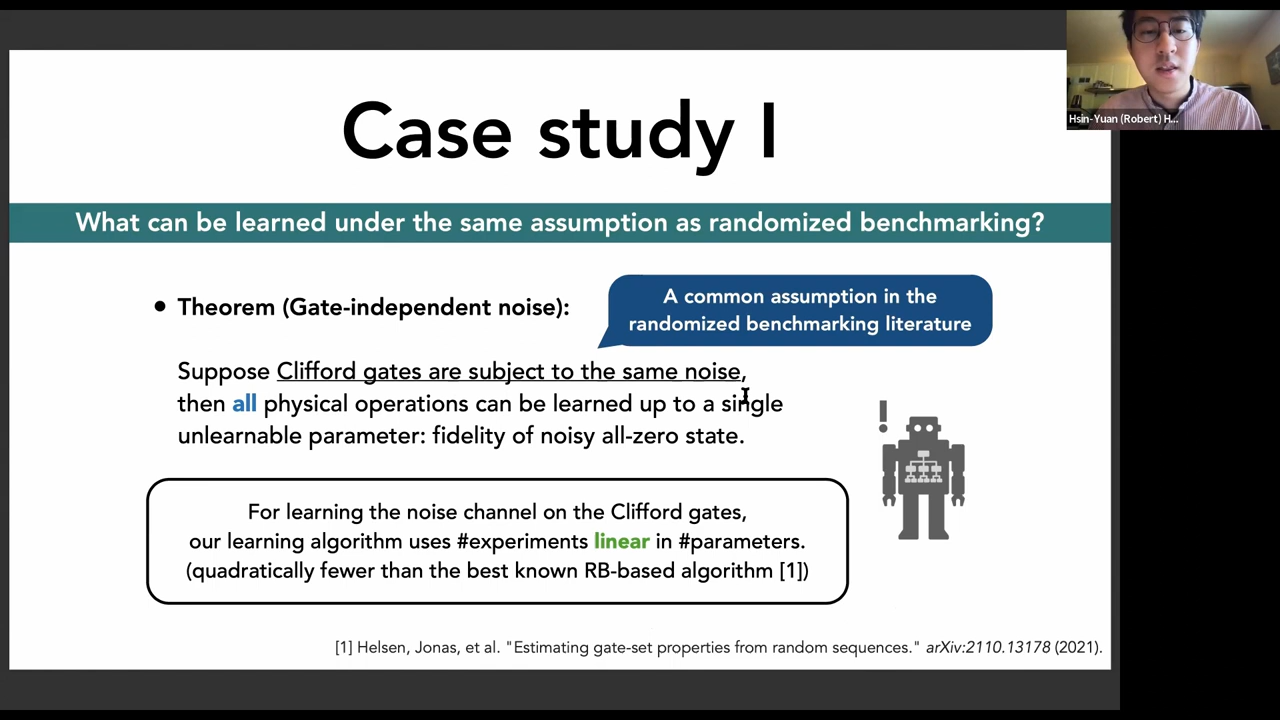 Case study I
Hsin-Yuan (Robert) H...
What can be learned under the same assumption as randomized benchmarking?
• Theorem (Gate-independent noise):
A common assumption in the
randomized benchmarking literature
Suppose Clifford gates are subject to the same noise,
then all physical operations can be learned up to a single
unlearnable parameter: fidelity of noisy all-zero state.
!
For learning the noise channel on the Clifford gates,
our learning algorithm uses #experiments linear in #parameters.
(quadratically fewer than the best known RB-based algorithm [1])
[1] Helsen, Jonas, et al. "Estimating gate-set properties from random sequences." arXiv:2110.13178 (2021).